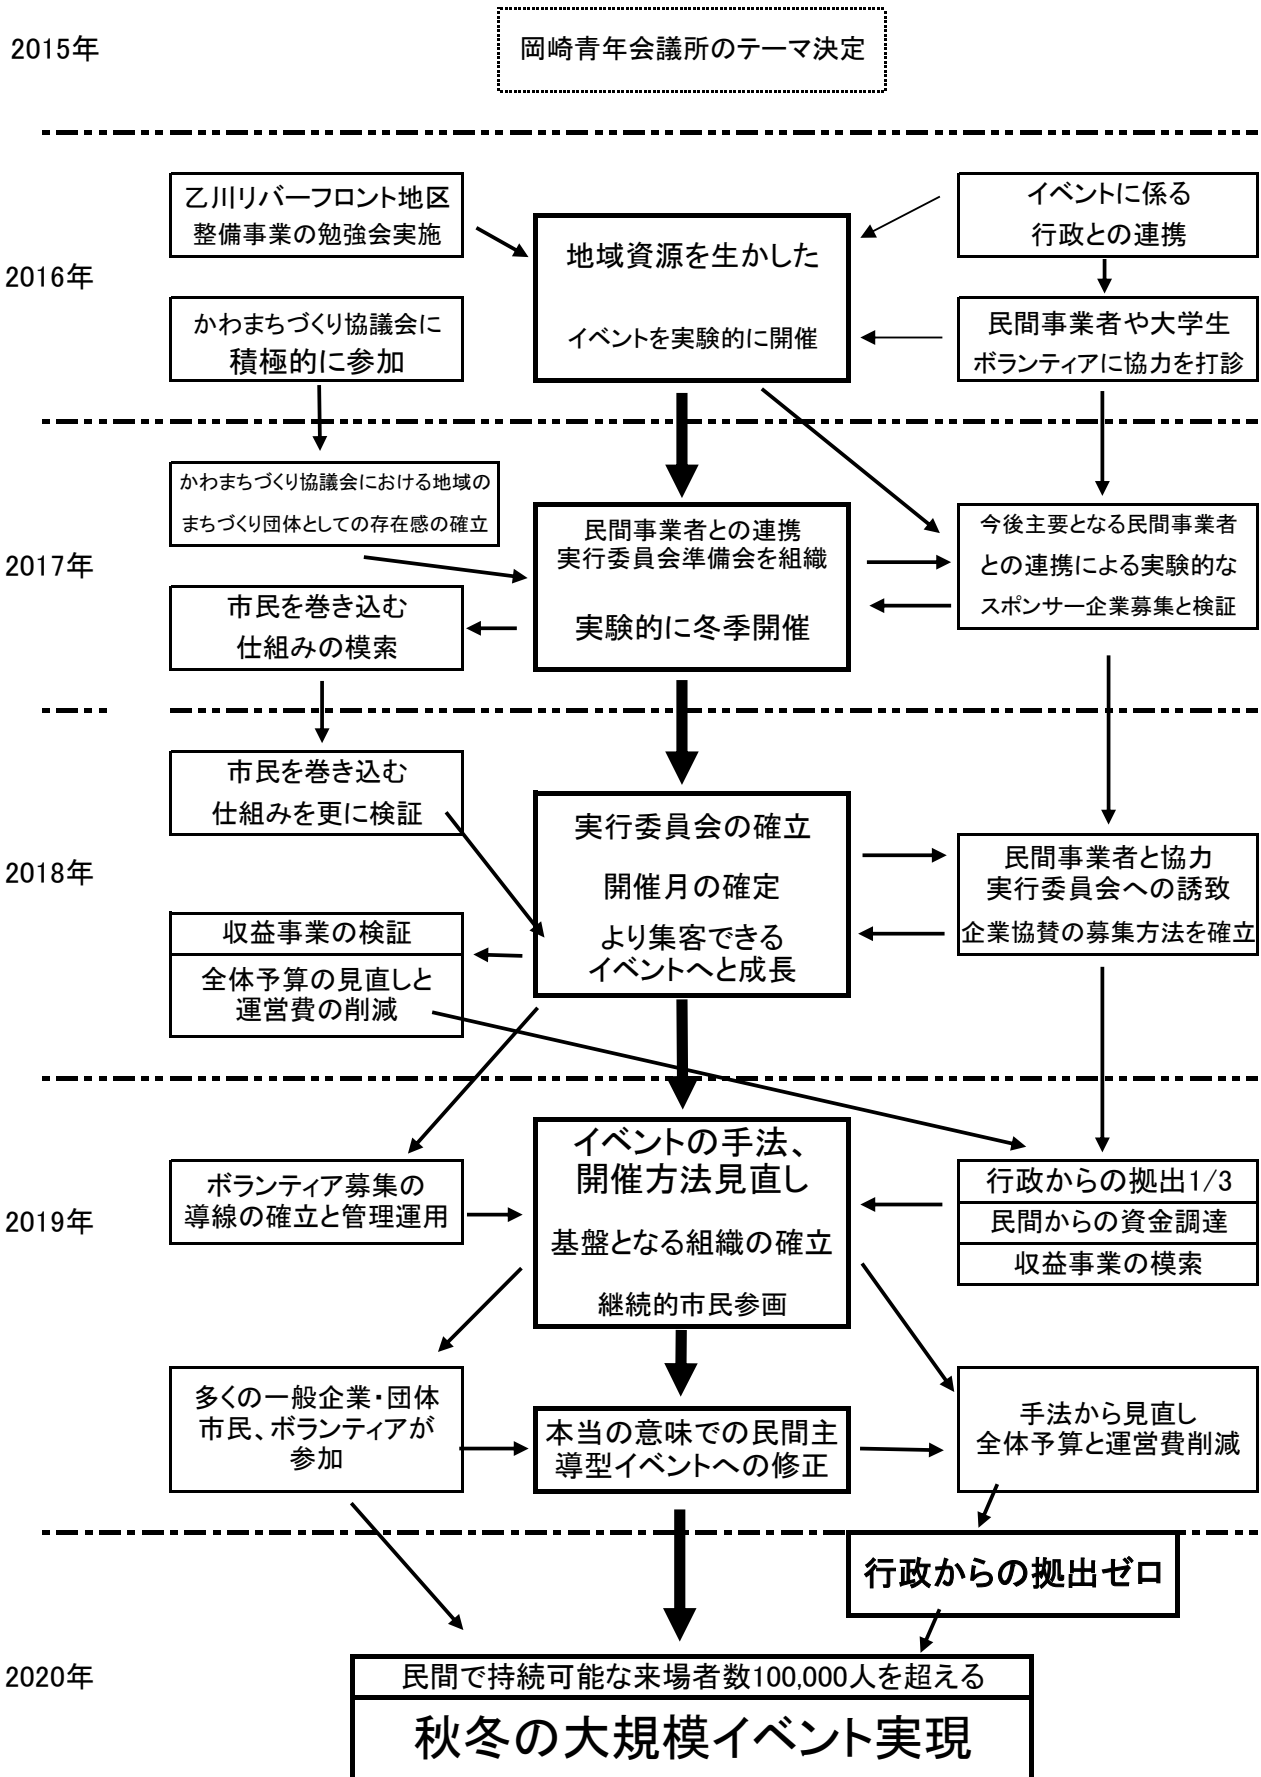 2015年
岡崎青年会議所のテーマ決定
2016年
乙川リバーフロント地区
整備事業の勉強会実施
かわまちづくり協議会に
積極的に参加
地域資源を生かした
イベントを実験的に開催
イベントに係る
行政との連携
民間事業者や大学生
ボランティアに協力を打診
2017年
かわまちづくり協議会における地域の
まちづくり団体としての存在感の確立
市民を巻き込む
仕組みの模索
民間事業者との連携
実行委員会準備会を組織
実験的に冬季開催
今後主要となる民間事業者
との連携による実験的な
スポンサー企業募集と検証
2018年
市民を巻き込む
仕組みを更に検証
収益事業の検証
全体予算の見直しと
運営費の削減
実行委員会の確立
開催月の確定
より集客できる
イベントへと成長
民間事業者と協力
実行委員会への誘致
企業協賛の募集方法を確立
2019年
ボランティア募集の
導線の確立と管理運用
イベントの手法、
開催方法見直し
基盤となる組織の確立
継続的市民参画
行政からの拠出1/3
民間からの資金調達
収益事業の模索
多くの一般企業・団体
市民、ボランティアが
参加
本当の意味での民間主
導型イベントへの修正
手法から見直し
全体予算と運営費削減
行政からの拠出ゼロ
2020年
民間で持続可能な来場者数100,000人を超える
秋冬の大規模イベント実現